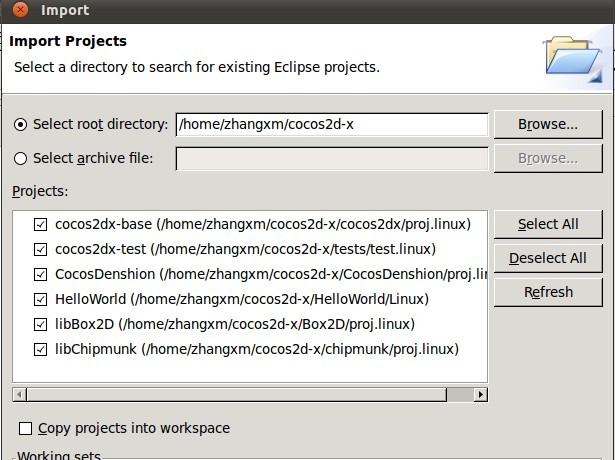 Import
Import Projects
Select a directory to search for existing Eclipse projects.
Select root directory: /home/zhangxm/cocos2d-x Browse...
Select archive file: Browse...
Projects:
cocos2dx-base (/home/zhangxm/cocos2d-x/cocos2dx/proj.linux)
Select All
cocos2dx-test (/home/zhangxm/cocos2d-x/tests/test.linux)
Deselect All
CocosDenshion (/home/zhangxm/cocos2d-x/CocosDenshion/proj.lin
HelloWorld (/home/zhangxm/cocos2d-x/HelloWorld/Linux)
Refresh
libBox2D (/home/zhangxm/cocos2d-x/Box2D/proj.linux)
libChipmunk (/home/zhangxm/cocos2d-x/chipmunk/proj.linux)
Copy projects into workspace
Working sets